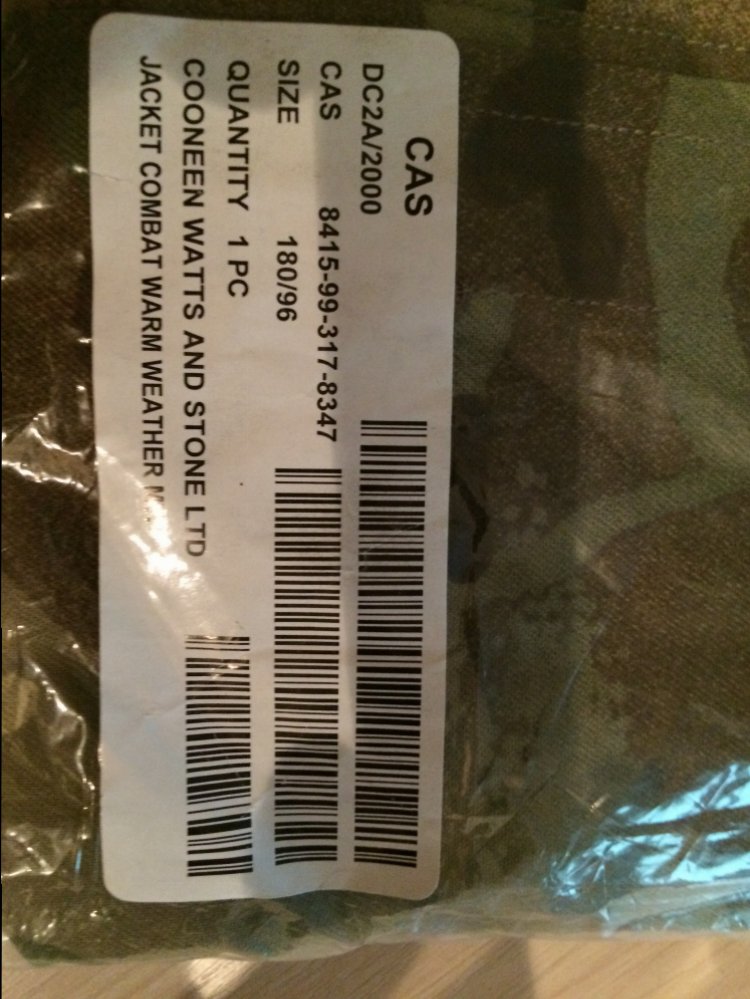 CAS
DC2A/2000
CAS 8415-99-317-8347
SIZE 180/96
QUANTITY 1 PC
COONEEN WATTS AND STONE LTD
JACKET COMBAT WARM WEATHER